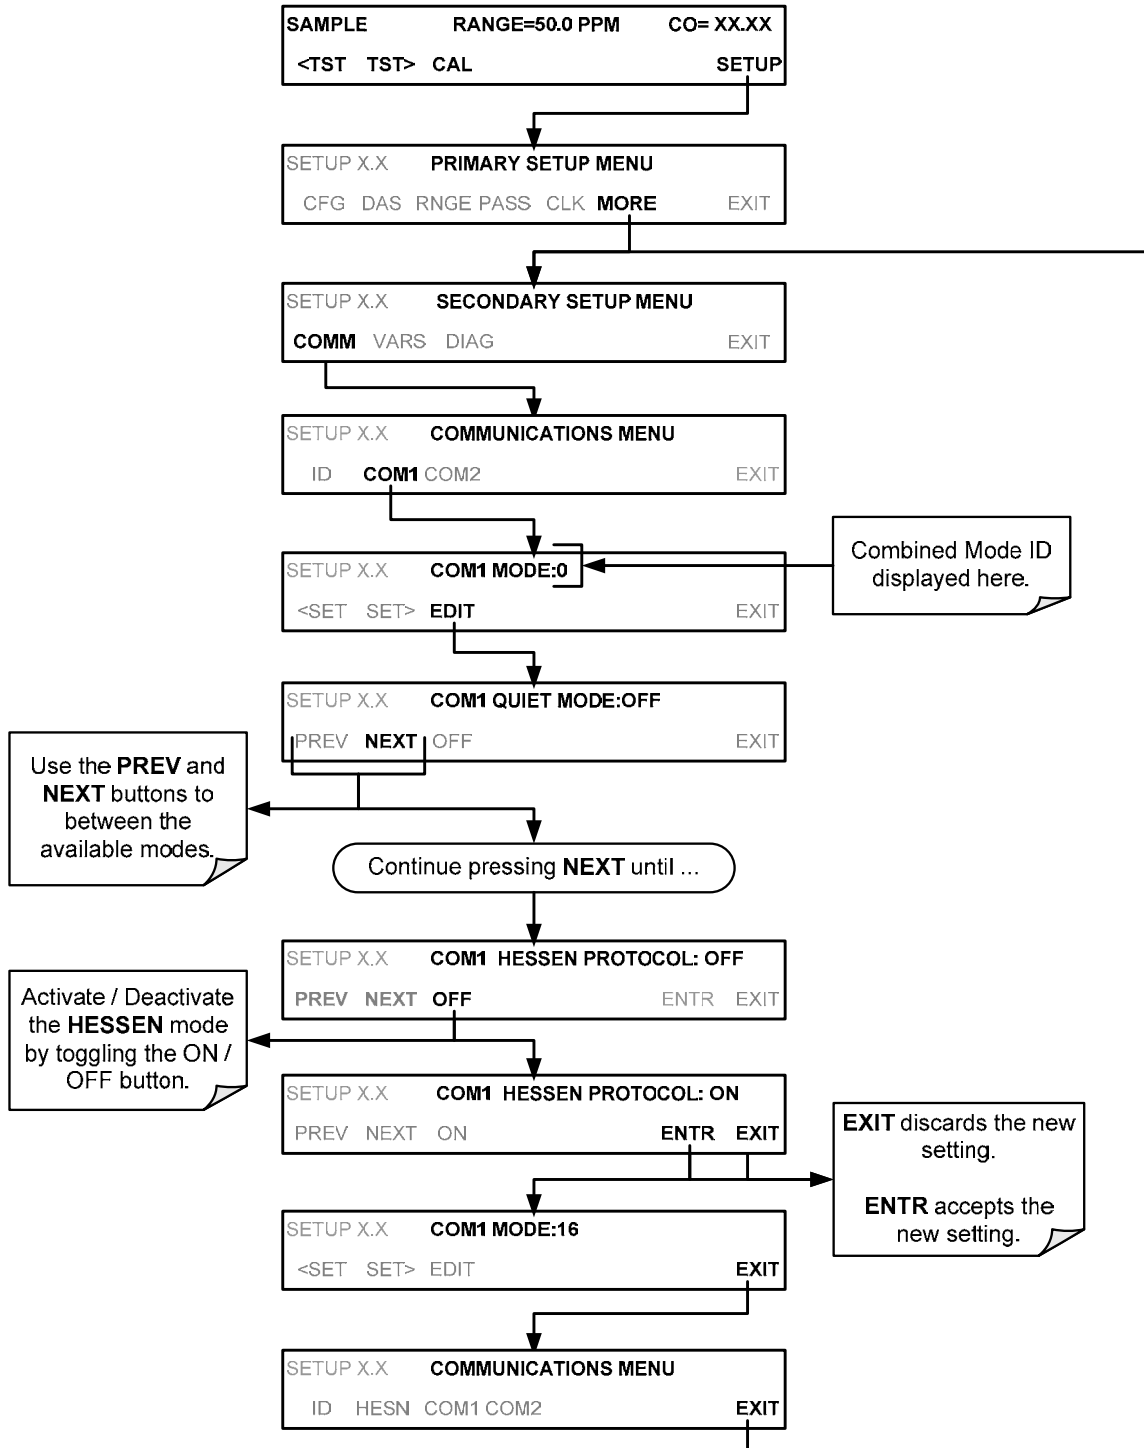 SAMPLE RANGE=50.0 PPM CO= XX.XX
<TST TST> CAL SETUP
SETUP X.X PRIMARY SETUP MENU
CFG DAS RNGE PASS CLK MORE EXIT
SETUP X.X SECONDARY SETUP MENU
COMM VARS DIAG EXIT
SETUP X.X COMMUNICATIONS MENU
ID COM1 COM2 EXIT
SETUP X.X COM1 MODE:0
<SET SET> EDIT EXIT
Combined Mode ID
displayed here.
SETUP X.X COM1 QUIET MODE:OFF
PREV NEXT OFF EXIT
Use the PREV and
NEXT buttons to
between the
available modes.
Continue pressing NEXT until ...
SETUP X.X COM1 HESSEN PROTOCOL: OFF
PREV NEXT OFF ENTR EXIT
Activate / Deactivate
the HESSEN mode
by toggling the ON /
OFF button.
SETUP X.X COM1 HESSEN PROTOCOL: ON
PREV NEXT ON ENTR EXIT
EXIT discards the new
setting.
ENTR accepts the
new setting.
SETUP X.X COM1 MODE:16
<SET SET> EDIT EXIT
SETUP X.X COMMUNICATIONS MENU
ID HESN COM1 COM2 EXIT